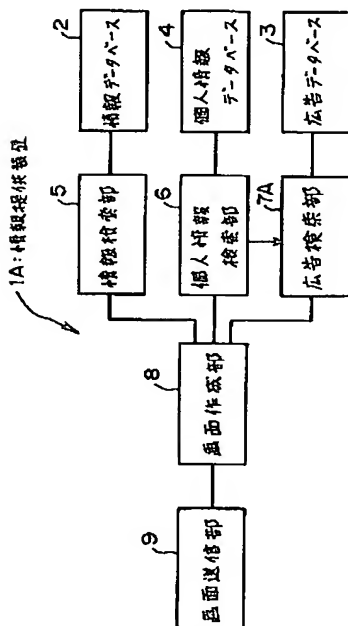 1A:情報提供装置
2
情報データベース
4
個人情報
データベース
3
広告データベース
5
情報検索部
6
個人情報
検索部
7A
広告検索部
8
画面作成部
9
画面送信部